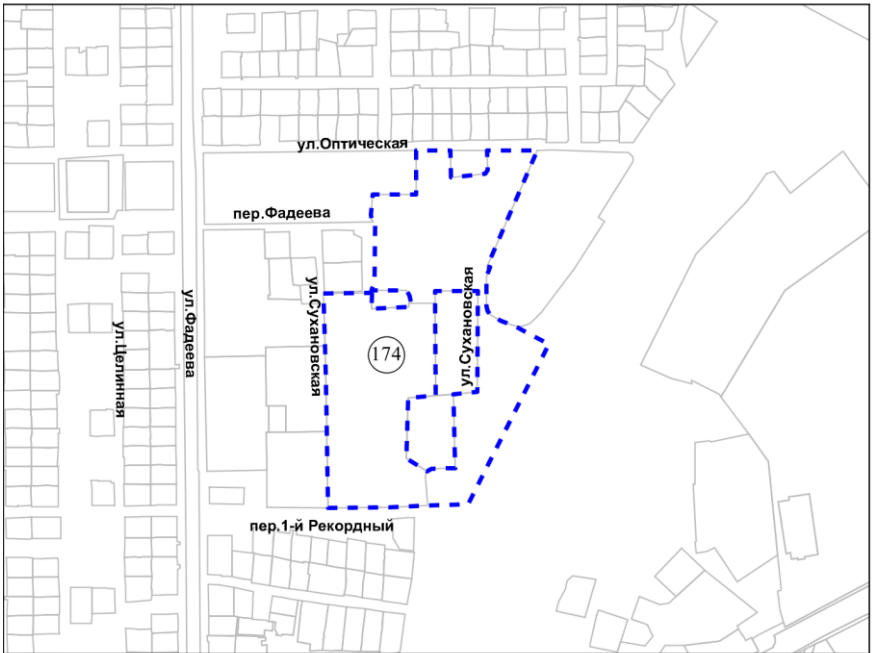 ул.Оптическая
пер.Фадеева
ул.Сухановская
ул.Сухановская
ул.Фадеева
ул.Целинная
174
пер.1-й Рекордный